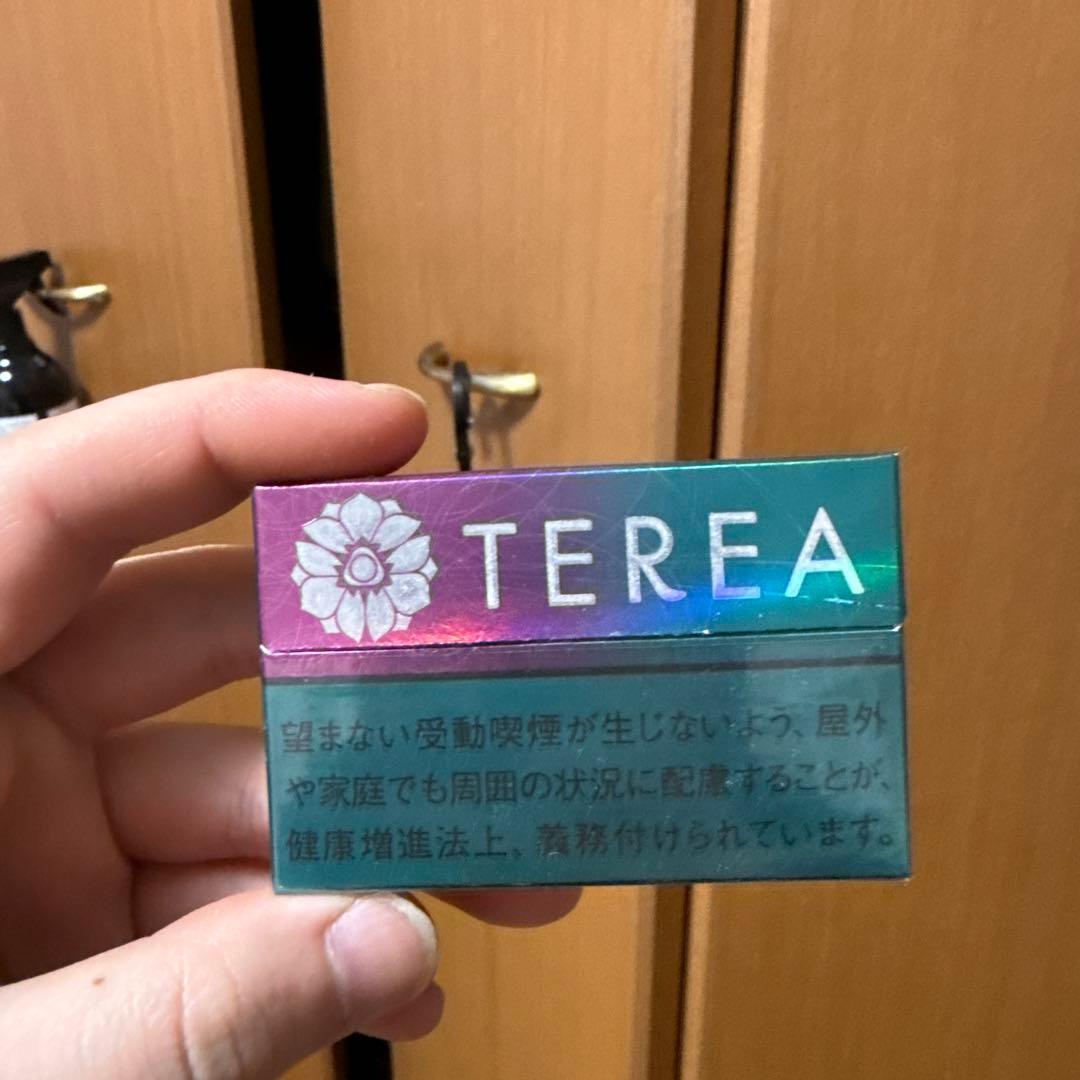 TEREA
望まない受動喫煙が生じないよう、屋外
や家庭でも周囲の状況に配慮することが、
健康増進法上、義務付けられています。